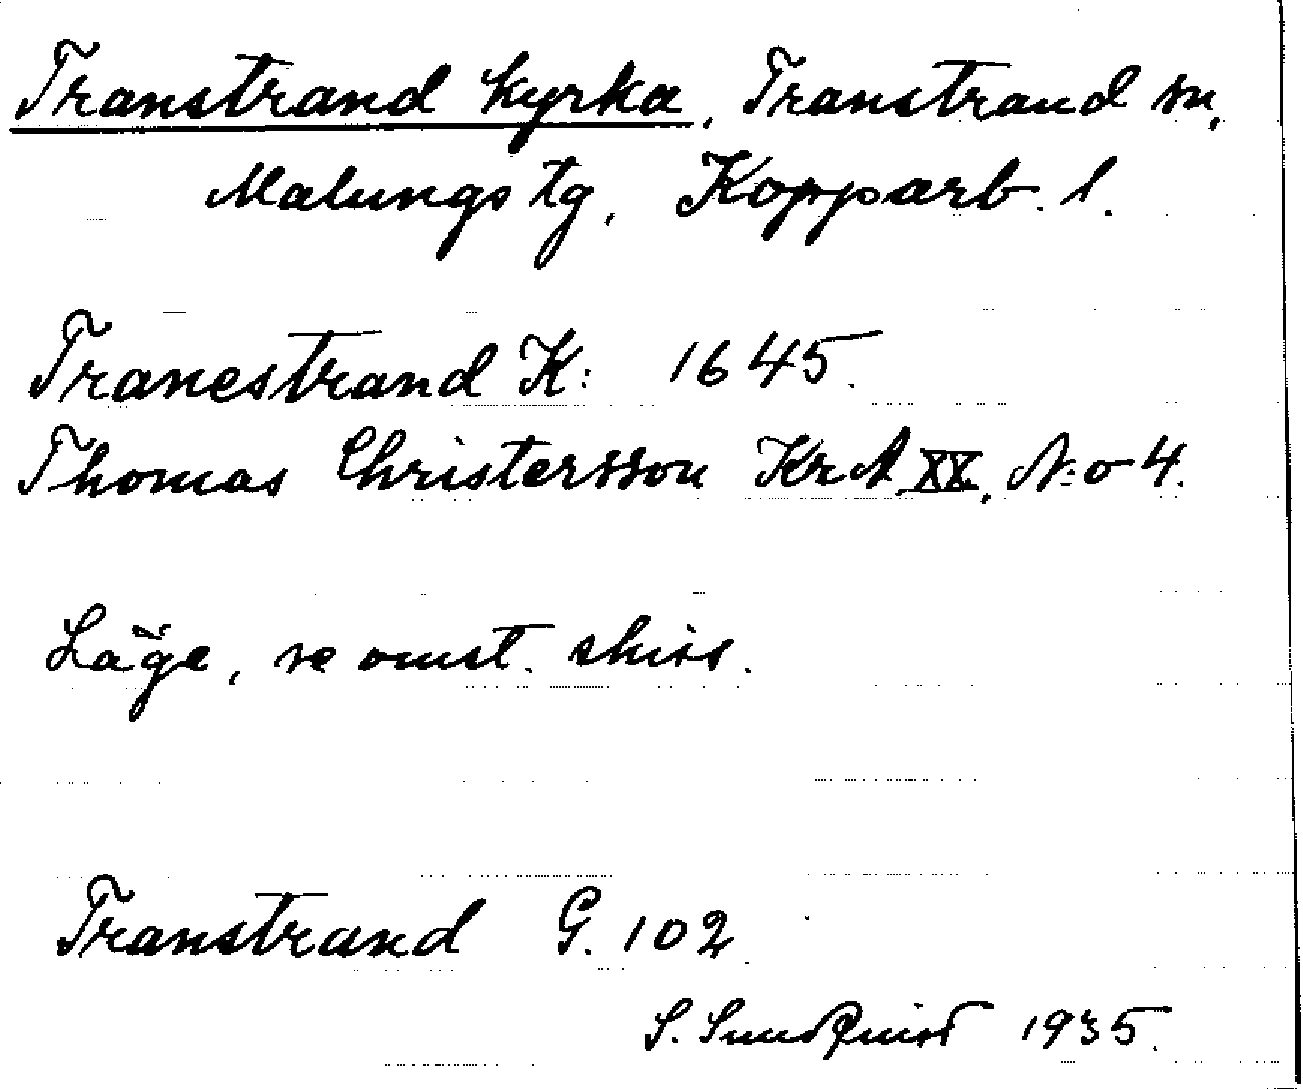 Transtrand kyrka, Transtrand sn,
Malungs tg, Kopparb. l.
Tranestrand K: 1645.
Thomas Christersson KrA XX, N:o 4.
Läge, se omst. skiss.
Transtrand G. 102
S. Sundquist 1935.